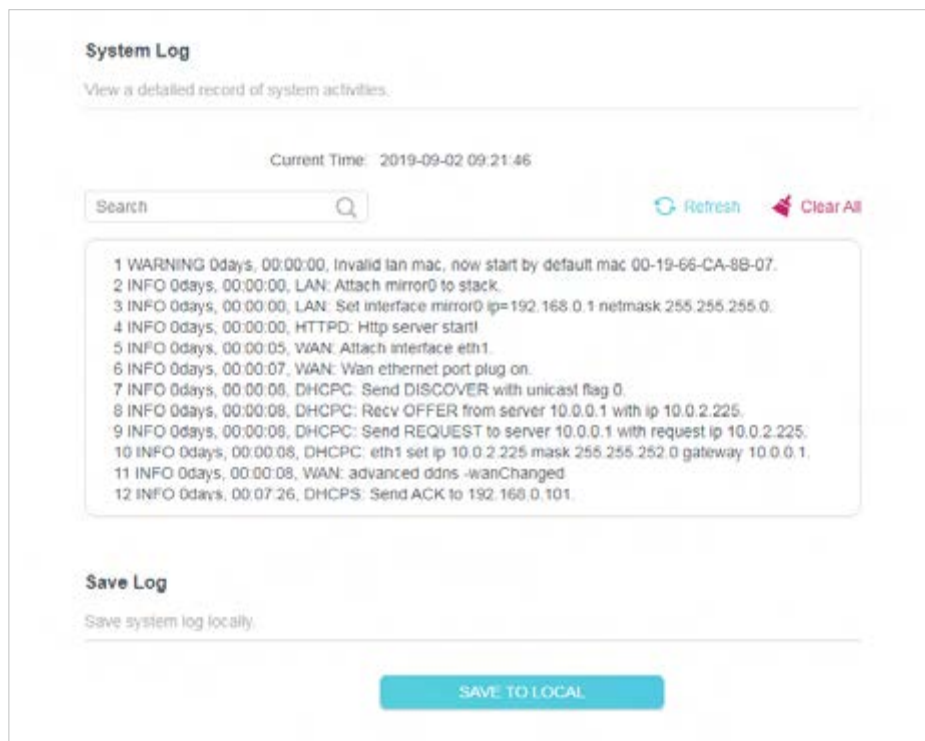 System Log
View a detailed record of system activities.
Current Time: 2019-09-02 09:21:46
Search
Refresh
Clear All
1 WARNING 0days, 00:00:00, Invalid lan mac, now start by default mac 00-19-66-CA-8B-07.
2 INFO 0days, 00:00:00, LAN: Attach mirror0 to stack.
3 INFO 0days, 00:00:00, LAN: Set interface mirror0 ip=192.168.0.1 netmask 255.255.255.0.
4 INFO 0days, 00:00:00, HTTPD: Http server start!
5 INFO 0days, 00:00:05, WAN: Attach interface eth1.
6 INFO 0days, 00:00:07, WAN: Wan ethernet port plug on.
7 INFO 0days, 00:00:08, DHCPC: Send DISCOVER with unicast flag 0.
8 INFO 0days, 00:00:08, DHCPC: Recv OFFER from server 10.0.0.1 with ip 10.0.2.225.
9 INFO 0days, 00:00:08, DHCPC: Send REQUEST to server 10.0.0.1 with request ip 10.0.2.225.
10 INFO 0days, 00:00:08, DHCPC: eth1 set ip 10.0.2.225 mask 255.255.252.0 gateway 10.0.0.1.
11 INFO 0days, 00:00:08, WAN: advanced ddns -wanChanged
12 INFO 0days, 00:07:26, DHCPS: Send ACK to 192.168.0.101.
Save Log
Save system log locally.
SAVE TO LOCAL